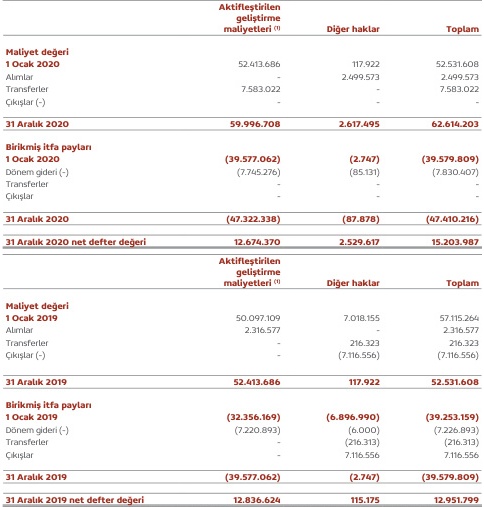 Aktifleştirilen
geliştirme
maliyetleri (1) Diğer haklar Toplam
Maliyet değeri
1 Ocak 2020 52.413.686 117.922 52.531.608
Alımlar - 2.499.573 2.499.573
Transferler 7.583.022 - 7.583.022
Çıkışlar (-) - - -
31 Aralık 2020 59.996.708 2.617.495 62.614.203
Birikmiş itfa payları
1 Ocak 2020 (39.577.062) (2.747) (39.579.809)
Dönem gideri (-) (7.745.276) (85.131) (7.830.407)
Transferler - - -
Çıkışlar - - -
31 Aralık 2020 (47.322.338) (87.878) (47.410.216)
31 Aralık 2020 net defter değeri 12.674.370 2.529.617 15.203.987
Aktifleştirilen
geliştirme
maliyetleri (1) Diğer haklar Toplam
Maliyet değeri
1 Ocak 2019 50.097.109 7.018.155 57.115.264
Alımlar 2.316.577 - 2.316.577
Transferler - 216.323 216.323
Çıkışlar (-) - (7.116.556) (7.116.556)
31 Aralık 2019 52.413.686 117.922 52.531.608
Birikmiş itfa payları
1 Ocak 2019 (32.356.169) (6.896.990) (39.253.159)
Dönem gideri (-) (7.220.893) (6.000) (7.226.893)
Transferler - (216.313) (216.313)
Çıkışlar - 7.116.556 7.116.556
31 Aralık 2019 (39.577.062) (2.747) (39.579.809)
31 Aralık 2019 net defter değeri 12.836.624 115.175 12.951.799